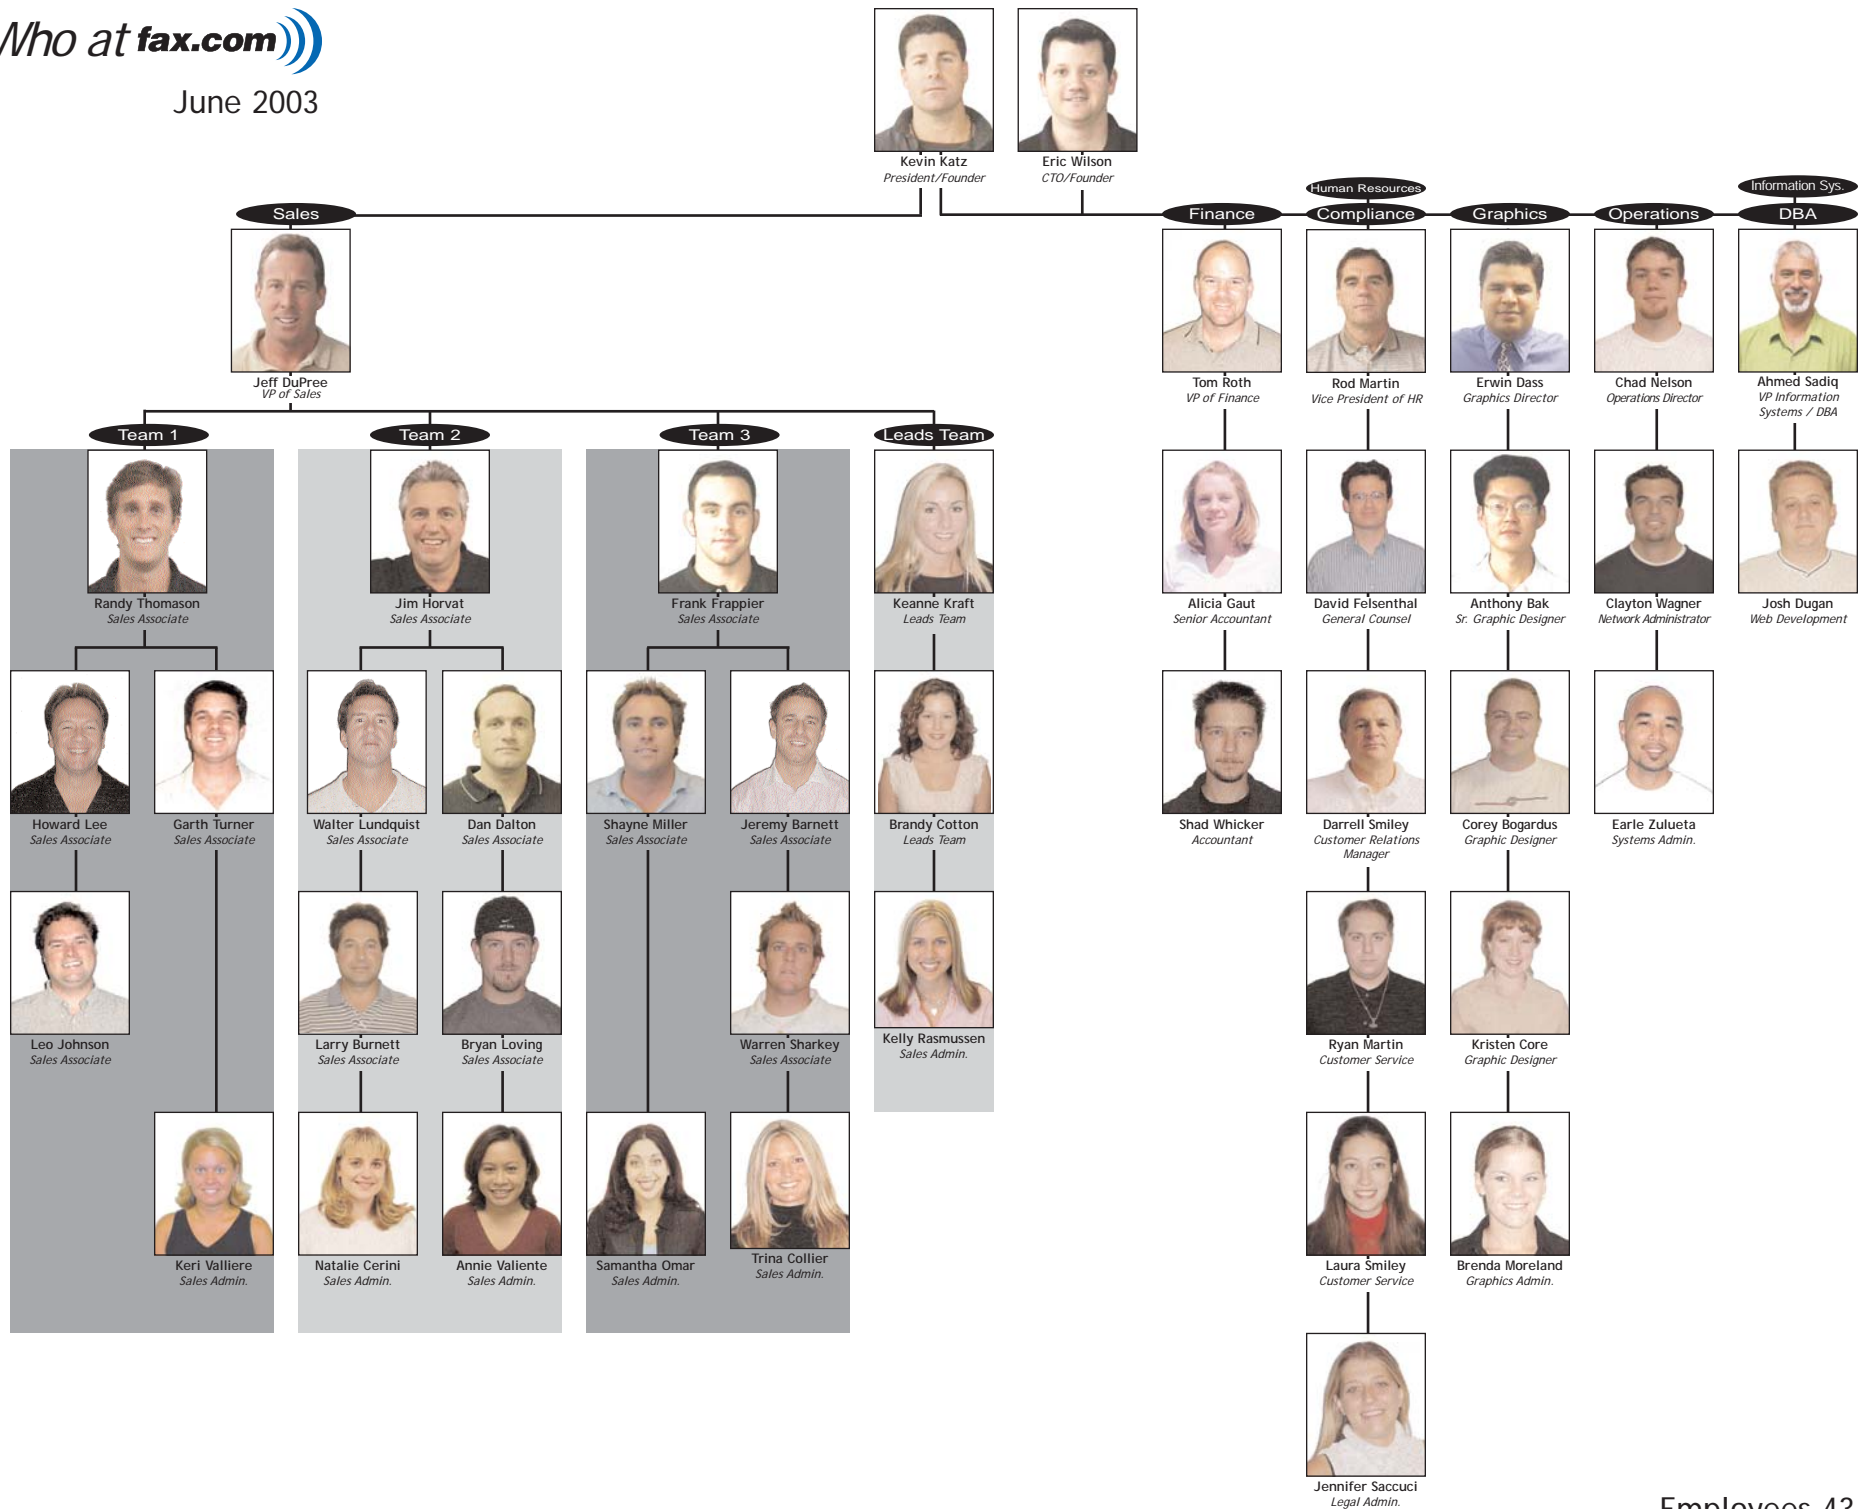 Who at fax.com
June 2003
Kevin Katz
President/Founder
Eric Wilson
CTO/Founder
Human Resources
Information Sys.
Sales
Finance
Compliance
Graphics
Operations
DBA
Jeff DuPree
VP of Sales
Tom Roth
VP of Finance
Rod Martin
Vice President of HR
Erwin Dass
Graphics Director
Chad Nelson
Operations Director
Ahmed Sadiq
VP Information
Systems / DBA
Team 1
Team 2
Team 3
Leads Team
Randy Thomason
Sales Associate
Jim Horvat
Sales Associate
Frank Frappier
Sales Associate
Keanne Kraft
Leads Team
Alicia Gaut
Senior Accountant
David Felsenthal
General Counsel
Anthony Bak
Sr. Graphic Designer
Clayton Wagner
Network Administrator
Josh Dugan
Web Development
Howard Lee
Sales Associate
Garth Turner
Sales Associate
Walter Lundquist
Sales Associate
Dan Dalton
Sales Associate
Shayne Miller
Sales Associate
Jeremy Barnett
Sales Associate
Brandy Cotton
Leads Team
Shad Whicker
Accountant
Darrell Smiley
Customer Relations
Manager
Corey Bogardus
Graphic Designer
Earle Zulueta
Systems Admin.
Leo Johnson
Sales Associate
Larry Burnett
Sales Associate
Bryan Loving
Sales Associate
Warren Sharkey
Sales Associate
Kelly Rasmussen
Sales Admin.
Ryan Martin
Customer Service
Kristen Core
Graphic Designer
Keri Valliere
Sales Admin.
Natalie Cerini
Sales Admin.
Annie Valiente
Sales Admin.
Samantha Omar
Sales Admin.
Trina Collier
Sales Admin.
Laura Smiley
Customer Service
Brenda Moreland
Graphics Admin.
Jennifer Saccuci
Legal Admin.
Employees 42